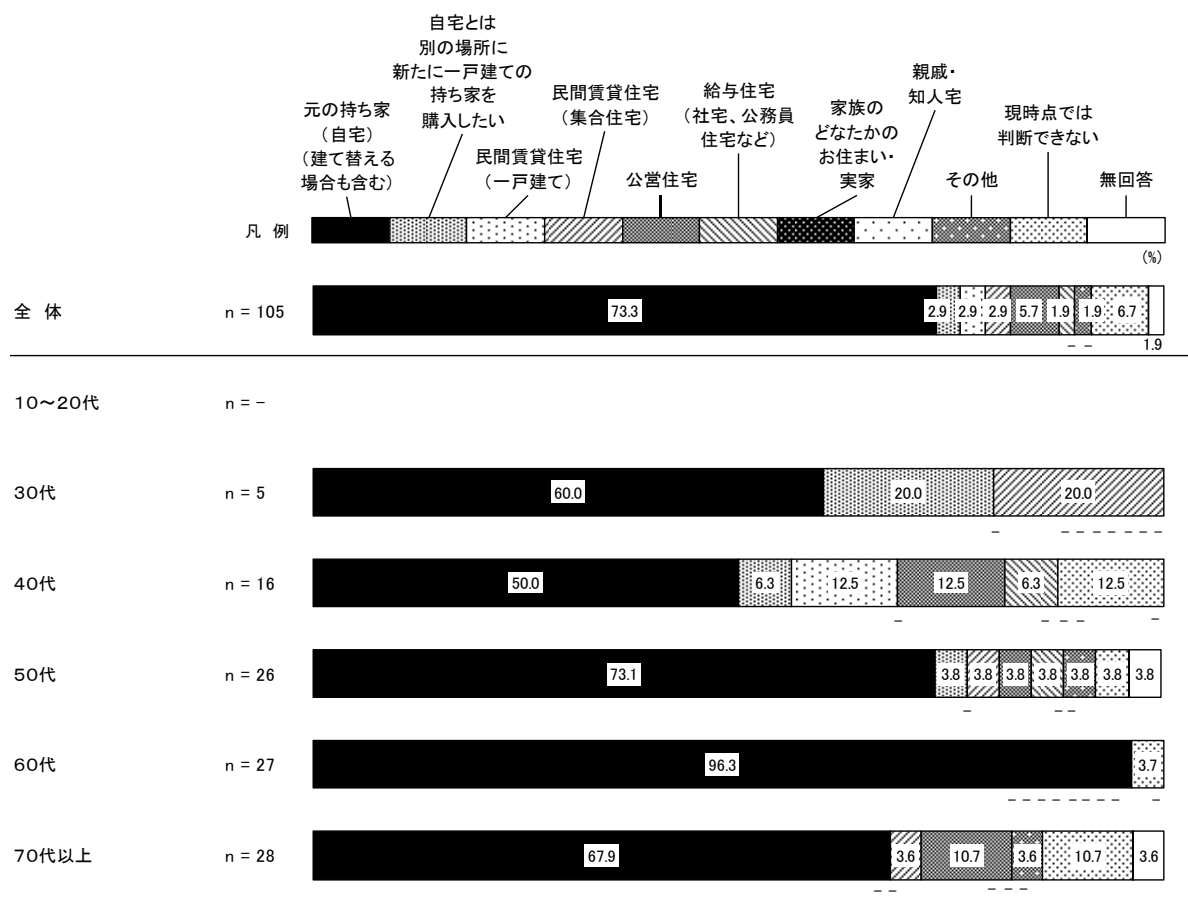 自宅とは
別の場所に
新たに一戸建ての
持ち家を
購入したい
元の持ち家
（自宅）
（建て替える
場合も含む）
民間賃貸住宅
（一戸建て）
民間賃貸住宅
（集合住宅）
公営住宅
給与住宅
（社宅、公務員
住宅など）
家族の
どなたかの
お住まい・
実家
親戚・
知人宅
その他
現時点では
判断できない
無回答
凡 例
(%)
全 体 n = 105 73.3 2.9 2.9 2.9 5.7 1.9 1.9 6.7
－ － 1.9
10～20代 n = －
30代 n = 5 60.0 20.0 20.0
－ － － － － － － －
40代 n = 16 50.0 6.3 12.5 12.5 6.3 12.5
－ － － － －
50代 n = 26 73.1 3.8 3.8 3.8 3.8 3.8 3.8 3.8
－ － －
60代 n = 27 96.3 3.7
－ － － － － － － － －
70代以上 n = 28 67.9 3.6 10.7 3.6 10.7 3.6
－ － － － －